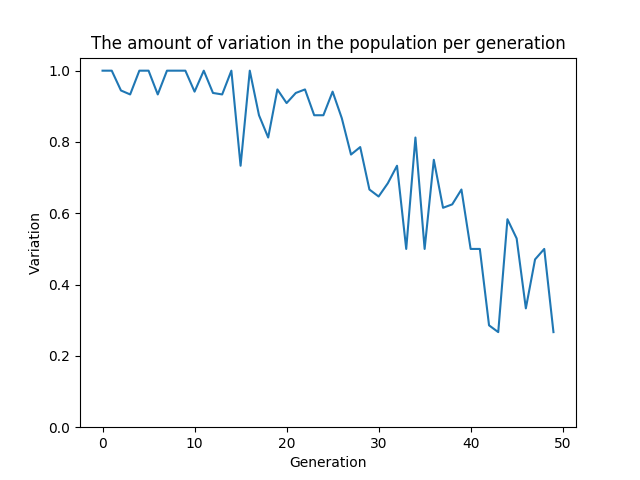 The amount of variation in the population per generation
1.0
0.8
0.6
0.4
0.2
0.0
Variation
0 10 20 30 40 50
Generation